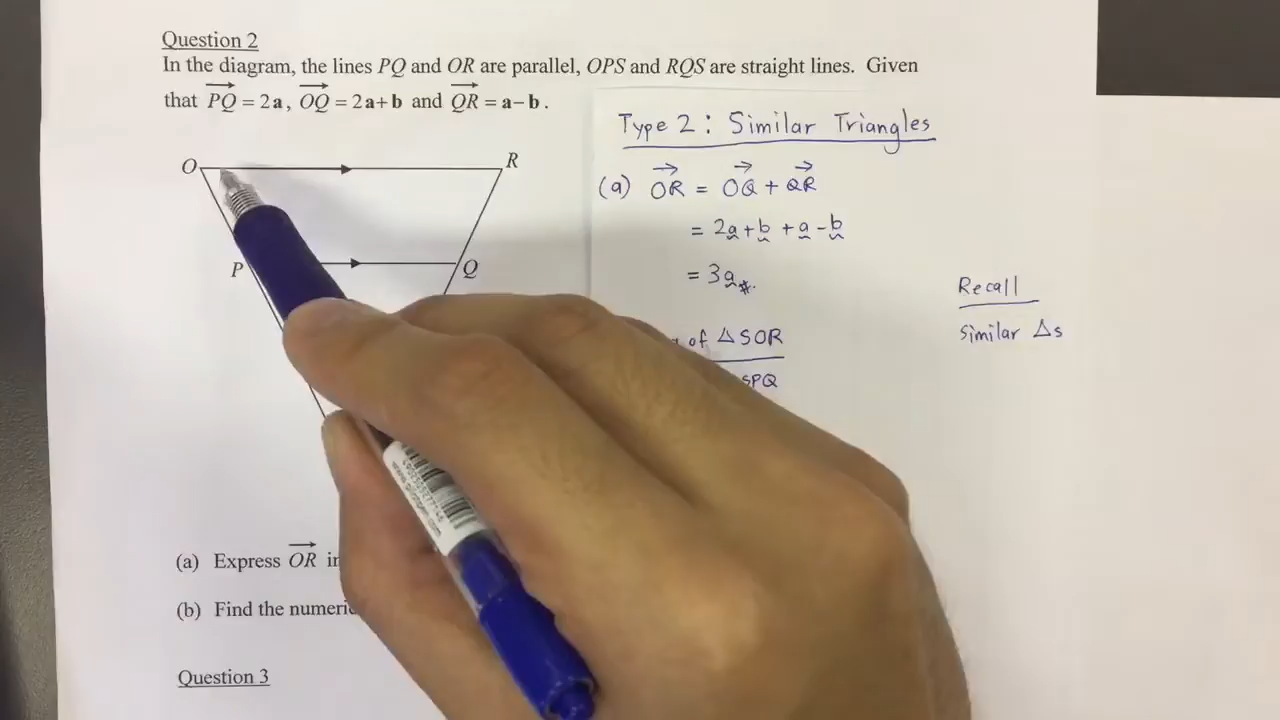 Question 2
In the diagram, the lines PQ and OR are parallel, OPS and RQS are straight lines. Given
that PQ = 2a, OQ = 2a+b and QR = a−b.
Type 2: Similar Triangles
O
R
P
Q
(a) OR = OQ + QR
= 2a+b +a-b
= 3a#.
of △SOR
SPQ
Recall
Similar △s
(a) Express OR in
(b) Find the numeric
Question 3